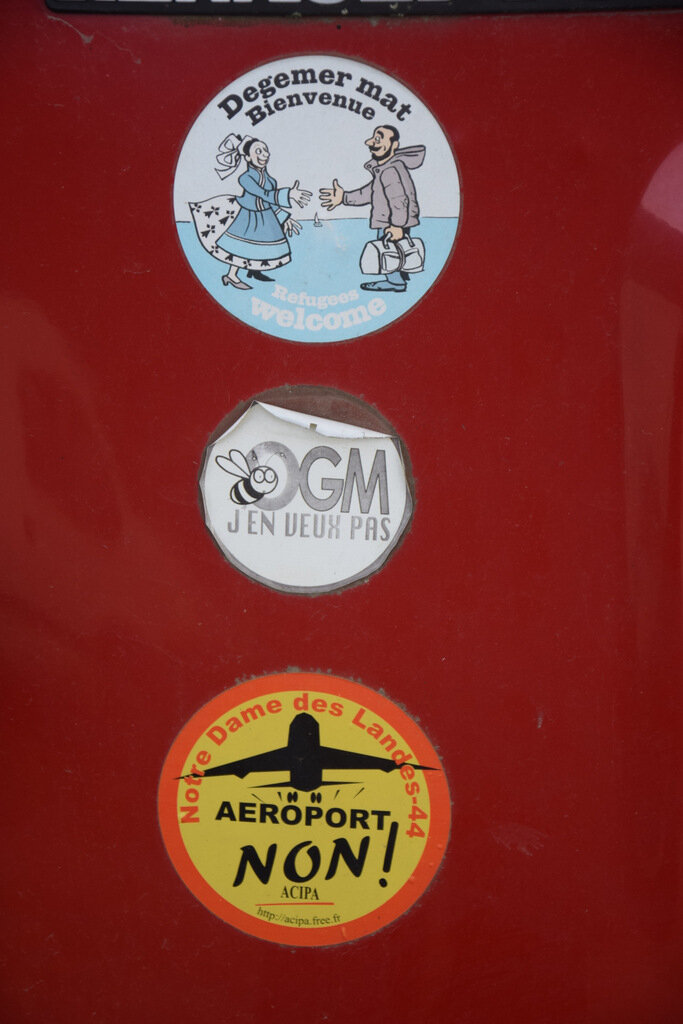 Degemer mat
Bienvenue
Refugees
welcome
OGM
J'EN VEUX PAS
Notre Dame des Landes-44
AEROPORT
NON!
ACIPA
http://acipa.free.fr